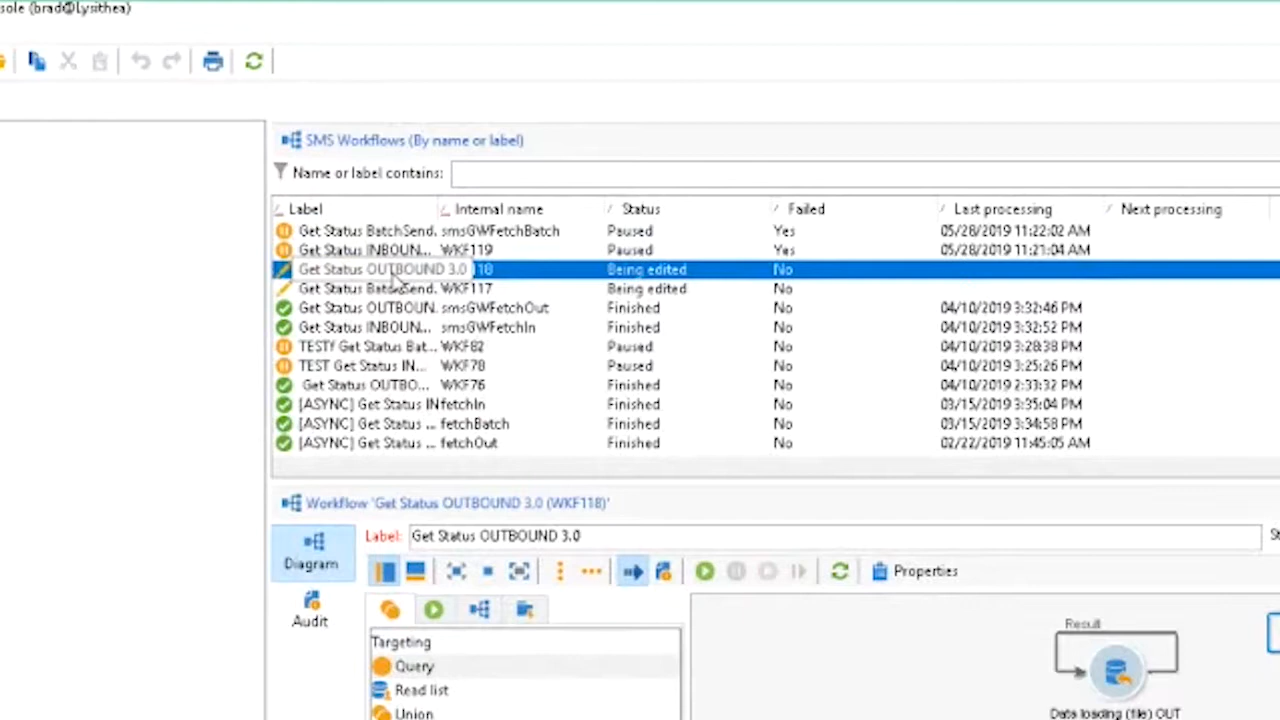 sole (brad@Lysithea)
SMS Workflows (By name or label)
Name or label contains:
Label Internal name Status Failed Last processing Next processing
Get Status BatchSend. smsGWFetchBatch Paused Yes 05/28/2019 11:22:02 AM
Get Status INBOUN... WKF119 Paused Yes 05/28/2019 11:21:04 AM
Get Status OUTBOUND 3.0 118 Being edited No
Get Status BatchSend. WKF117 Being edited No
Get Status OUTBOUN. smsGWFetchOut Finished No 04/10/2019 3:32:46 PM
Get Status INBOUN... smsGWFetchIn Finished No 04/10/2019 3:32:52 PM
TEST! Get Status Bat... WKF82 Paused No 04/10/2019 3:28:38 PM
TEST Get Status IN... WKF78 Paused No 04/10/2019 3:25:26 PM
Get Status OUTBO... WKF76 Finished No 04/10/2019 2:33:32 PM
[ASYNC] Get Status IN fetchIn Finished No 03/15/2019 3:35:04 PM
[ASYNC] Get Status ... fetchBatch Finished No 03/15/2019 3:34:58 PM
[ASYNC] Get Status ... fetchOut Finished No 02/22/2019 11:45:05 AM
Workflow 'Get Status OUTBOUND 3.0 (WKF118)'
Label: Get Status OUTBOUND 3.0 St
Diagram
Properties
Audit
Targeting
Query
Read list
Union
Result
Data loading (file) OUT